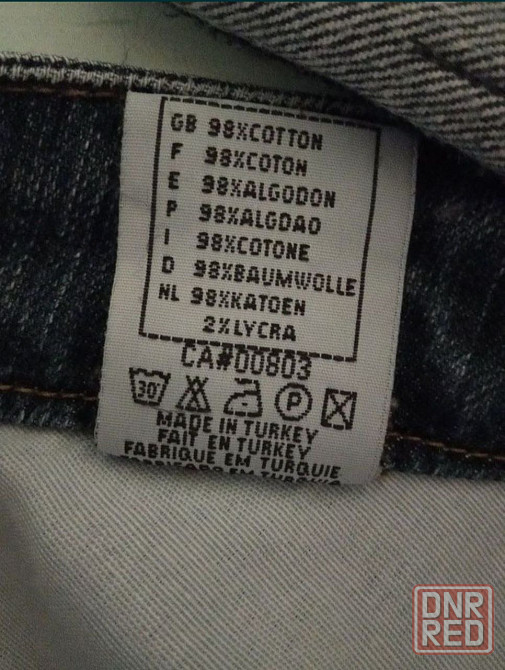 GB 98%COTTON
F 98%COTON
E 98%ALGODON
P 98%ALGDAO
I 98%COTONE
D 98%BAUMWOLLE
NL 98%KATOEN
2%LYCRA
CA#00803
30°
P
MADE IN TURKEY
FAIT EN TURKEY
FABRIQUE EM TURQUIE
DNR
RED